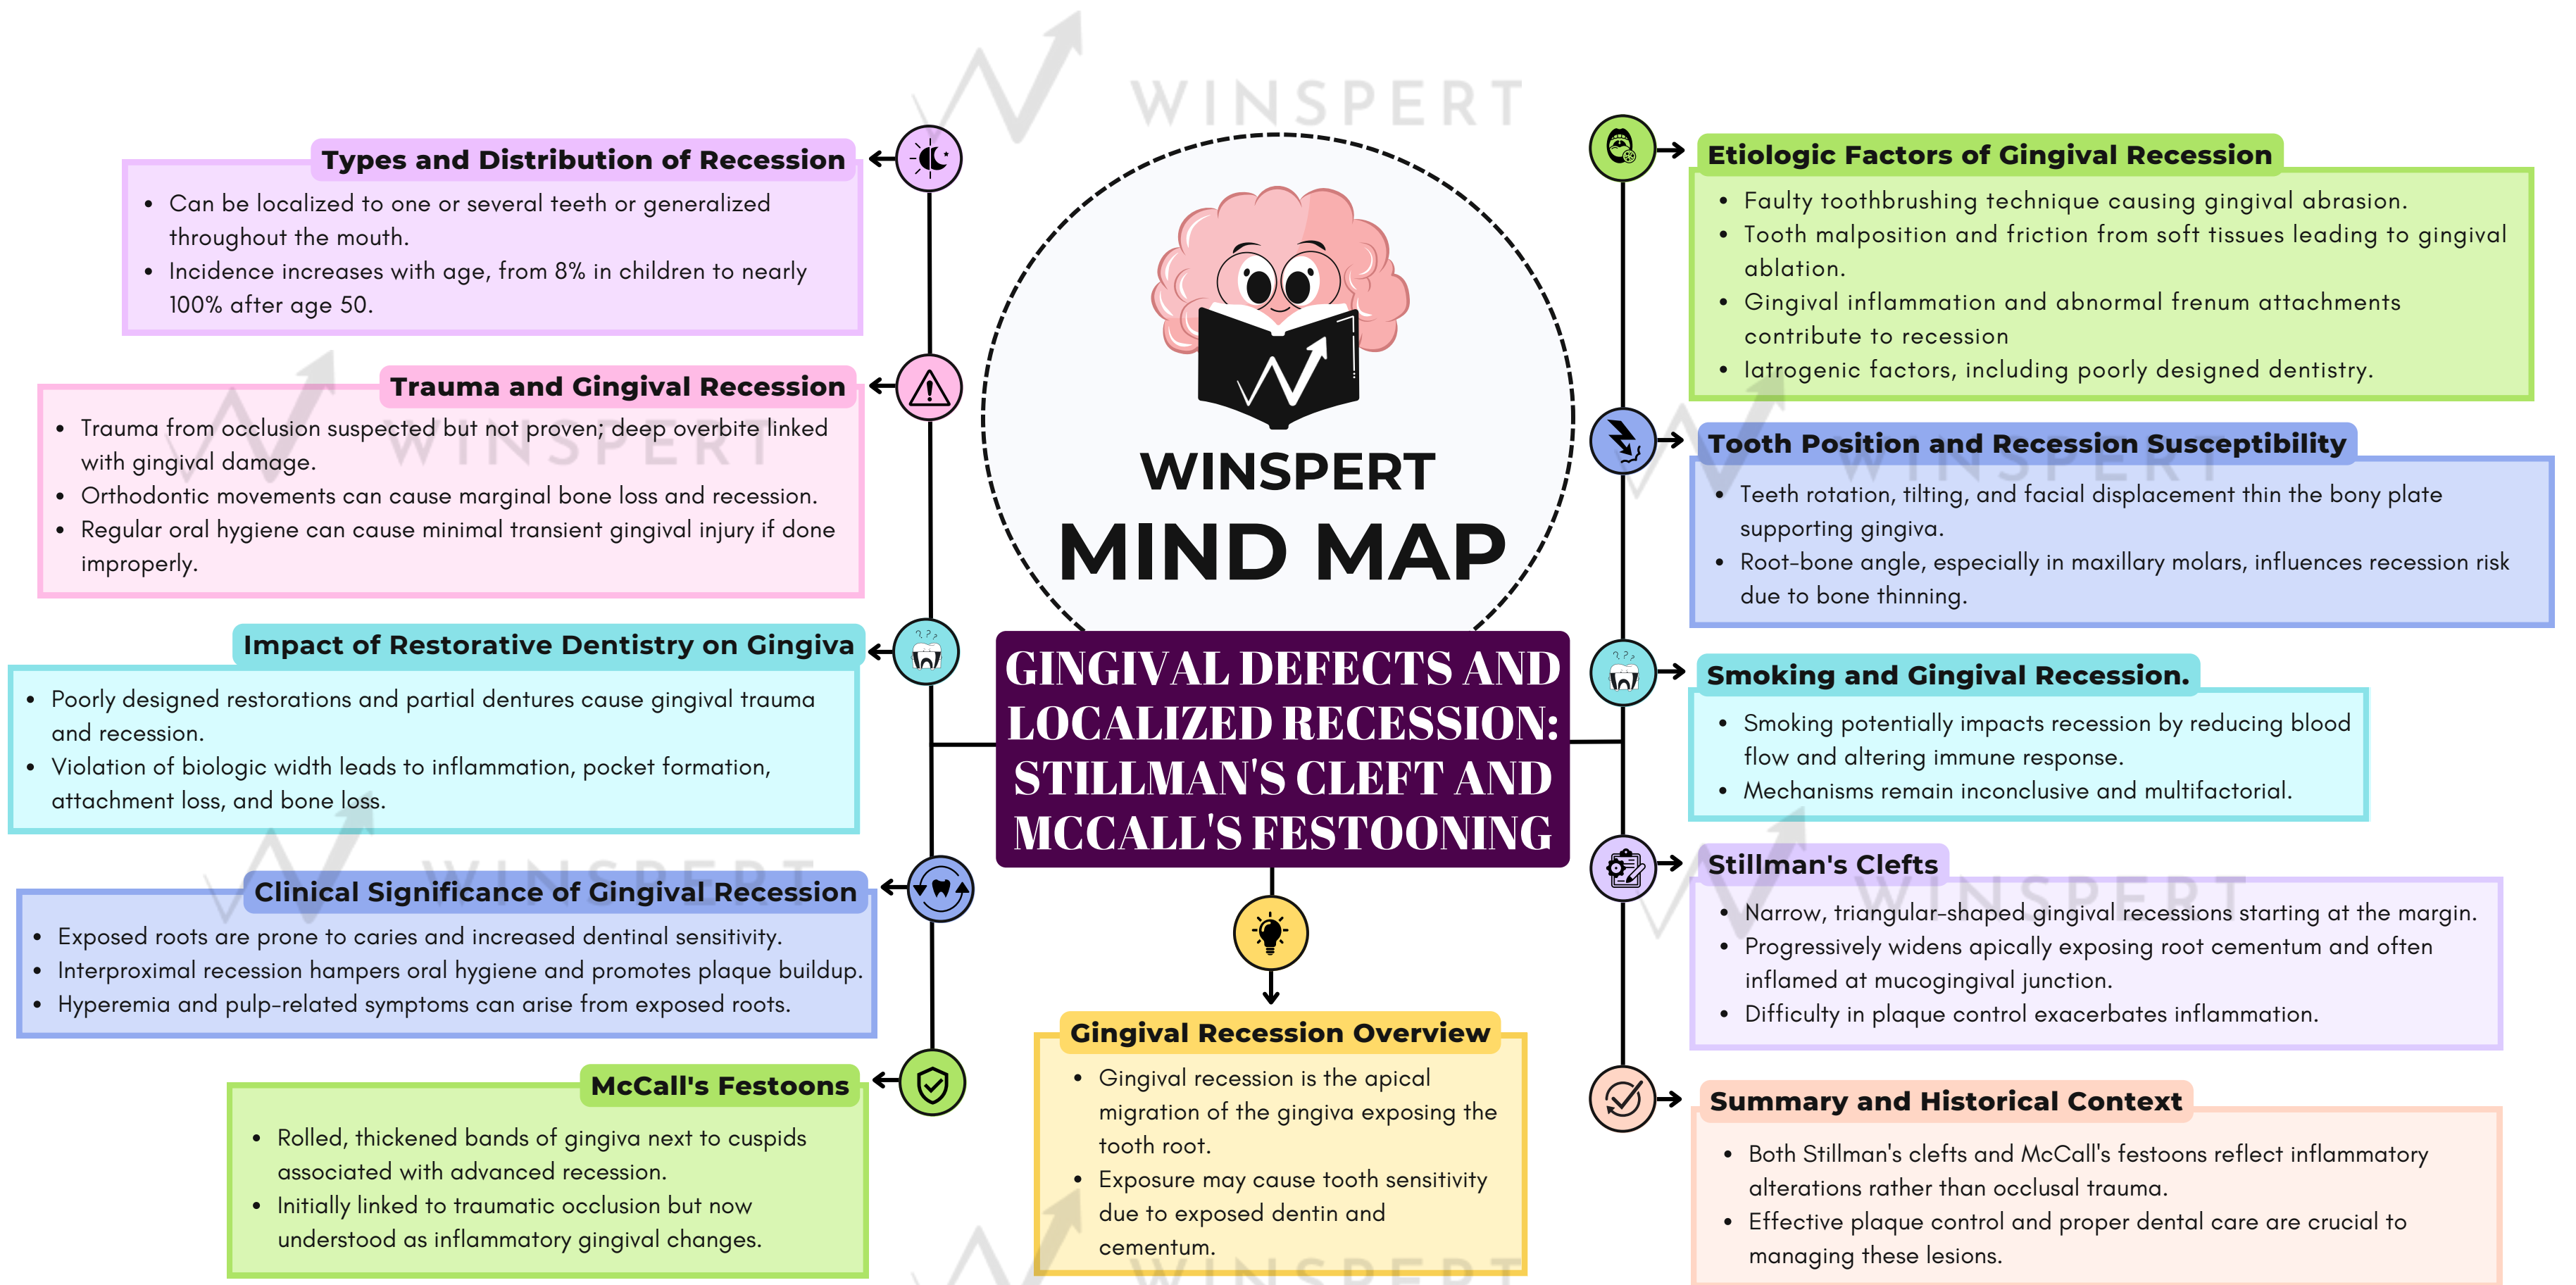 WINSPERT
WINSPERT
MIND MAP
GINGIVAL DEFECTS AND
LOCALIZED RECESSION:
STILLMAN'S CLEFT AND
MCCALL'S FESTOONING
Types and Distribution of Recession
• Can be localized to one or several teeth or generalized
throughout the mouth.
• Incidence increases with age, from 8% in children to nearly
100% after age 50.
Trauma and Gingival Recession
WINSPERT
• Trauma from occlusion suspected but not proven; deep overbite linked
with gingival damage.
• Orthodontic movements can cause marginal bone loss and recession.
• Regular oral hygiene can cause minimal transient gingival injury if done
improperly.
Impact of Restorative Dentistry on Gingiva
• Poorly designed restorations and partial dentures cause gingival trauma
and recession.
• Violation of biologic width leads to inflammation, pocket formation,
attachment loss, and bone loss.
WINSPERT
Clinical Significance of Gingival Recession
• Exposed roots are prone to caries and increased dentinal sensitivity.
• Interproximal recession hampers oral hygiene and promotes plaque buildup.
• Hyperemia and pulp-related symptoms can arise from exposed roots.
McCall's Festoons
• Rolled, thickened bands of gingiva next to cuspids
associated with advanced recession.
• Initially linked to traumatic occlusion but now
understood as inflammatory gingival changes.
Gingival Recession Overview
• Gingival recession is the apical
migration of the gingiva exposing the
tooth root.
• Exposure may cause tooth sensitivity
due to exposed dentin and
cementum.
WINSPERT
Etiologic Factors of Gingival Recession
• Faulty toothbrushing technique causing gingival abrasion.
• Tooth malposition and friction from soft tissues leading to gingival
ablation.
• Gingival inflammation and abnormal frenum attachments
contribute to recession
• Iatrogenic factors, including poorly designed dentistry.
Tooth Position and Recession Susceptibility
WINSPERT
• Teeth rotation, tilting, and facial displacement thin the bony plate
supporting gingiva.
• Root-bone angle, especially in maxillary molars, influences recession risk
due to bone thinning.
Smoking and Gingival Recession.
• Smoking potentially impacts recession by reducing blood
flow and altering immune response.
• Mechanisms remain inconclusive and multifactorial.
Stillman's Clefts
WINSPERT
• Narrow, triangular-shaped gingival recessions starting at the margin.
• Progressively widens apically exposing root cementum and often
inflamed at mucogingival junction.
• Difficulty in plaque control exacerbates inflammation.
Summary and Historical Context
• Both Stillman's clefts and McCall's festoons reflect inflammatory
alterations rather than occlusal trauma.
• Effective plaque control and proper dental care are crucial to
managing these lesions.